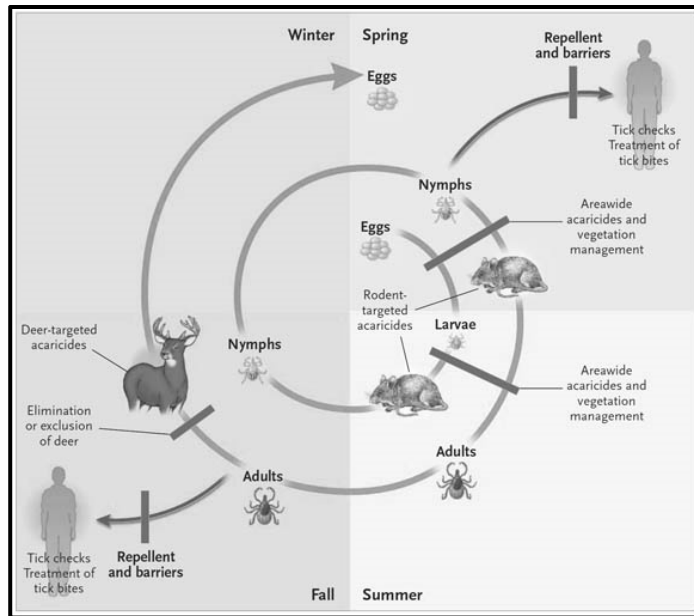 Winter
Spring
Repellent
and barriers
Eggs
Tick checks
Treatment of
tick bites
Nymphs
Areawide
acaricides and
vegetation
management
Eggs
Rodent-
targeted
acaricides
Larvae
Deer-targeted
acaricides
Nymphs
Areawide
acaricides and
vegetation
management
Elimination
or exclusion
of deer
Adults
Adults
Tick checks
Treatment of
tick bites
Repellent
and barriers
Fall
Summer